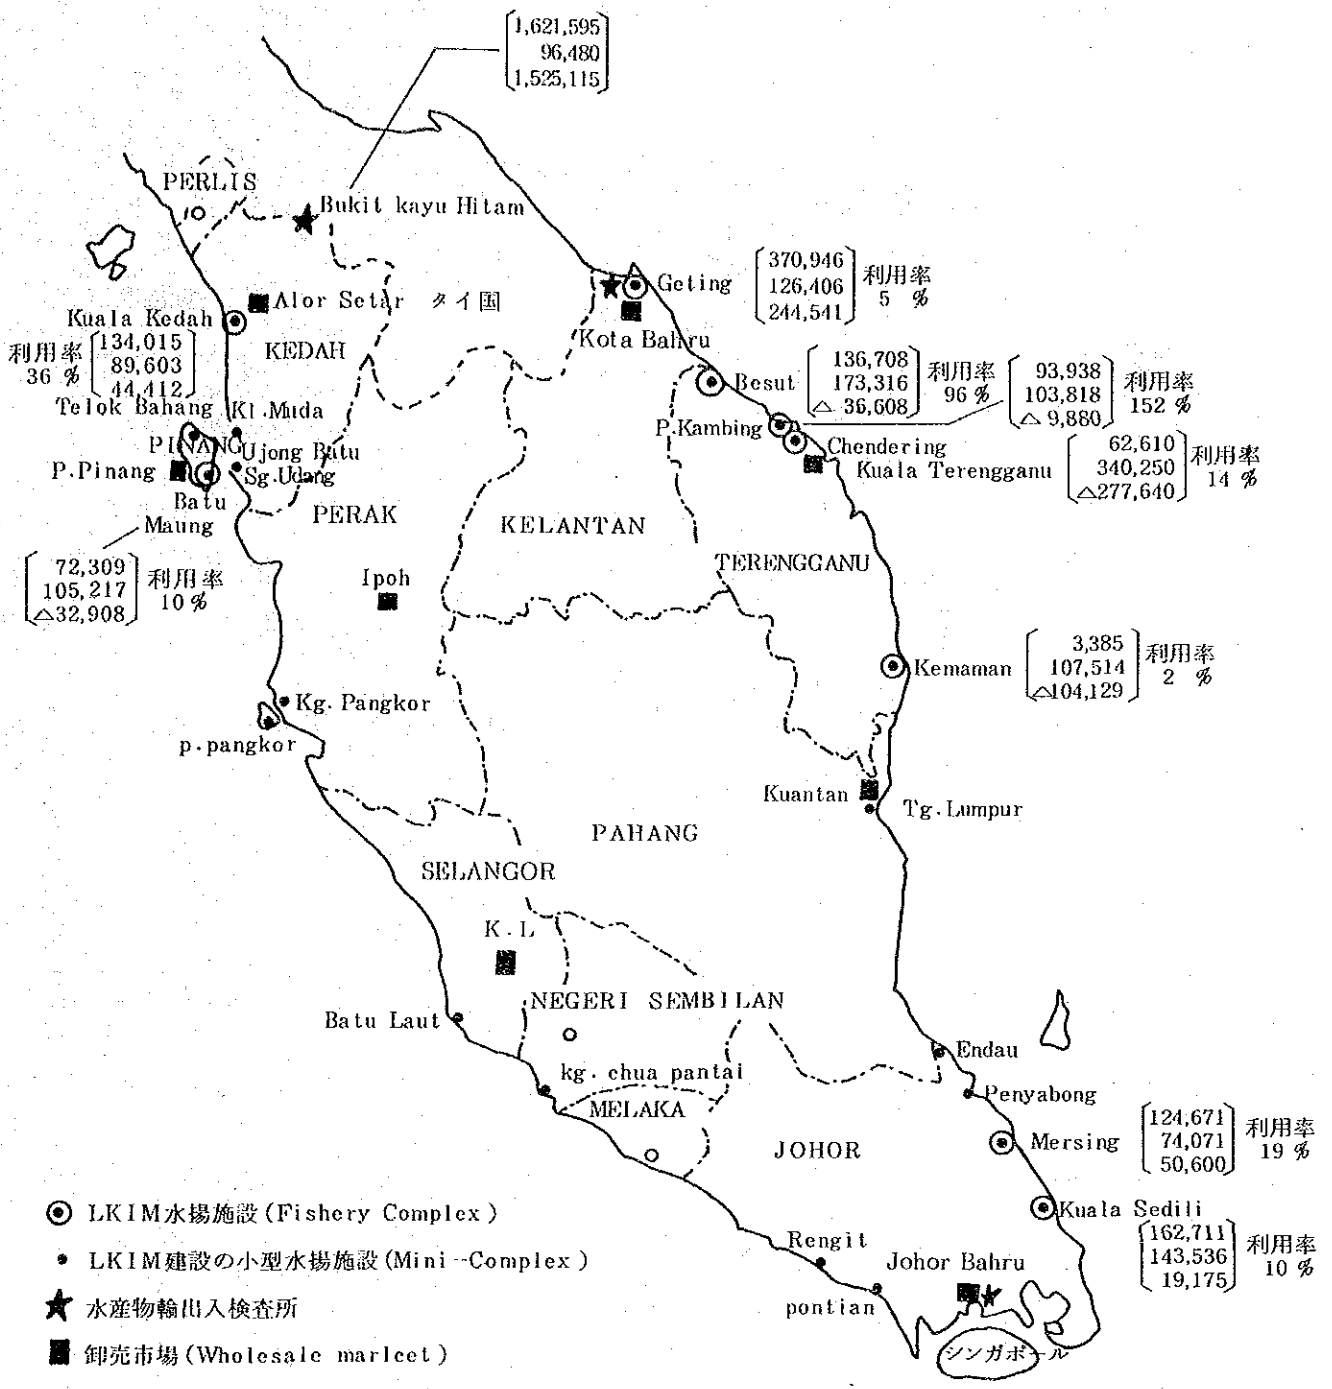 1,621,595
96,480
1,525,115
PERLIS
Bukit kayu Hitam
370,946
126,406
244,541
利用率
5 %
Geting
Alor Setar
タイ国
Kuala Kedah
Kota Bahru
利用率
36 %
134,015
89,603
44,412
KEDAH
Besut
136,708
173,316
△ 36,608
利用率
96 %
93,938
103,818
△ 9,880
利用率
152 %
Telok Bahang
Kl.Muda
P.Kambing
PINANG
Ujong Batu
Chendering
P.Pinang
Sg.Udang
Kuala Terengganu
62,610
340,250
△277,640
利用率
14 %
Batu
Maung
PERAK
KELANTAN
TERENGGANU
72,309
105,217
△32,908
利用率
10 %
Ipoh
Kemaman
3,385
107,514
△104,129
利用率
2 %
Kg. Pangkor
p.pangkor
Kuantan
Tg.Lumpur
PAHANG
SELANGOR
K.L
NEGERI SEMBILAN
Batu Laut
Endau
kg. chua pantai
Penyabong
MELAKA
Mersing
124,671
74,071
50,600
利用率
19 %
JOHOR
Kuala Sedili
162,711
143,536
19,175
利用率
10 %
Rengit
Johor Bahru
pontian
シンガポール
LKIM水揚施設(Fishery Complex)
LKIM建設の小型水揚施設(Mini-Complex)
水産物輸出入検査所
卸売市場(Wholesale marlcet)